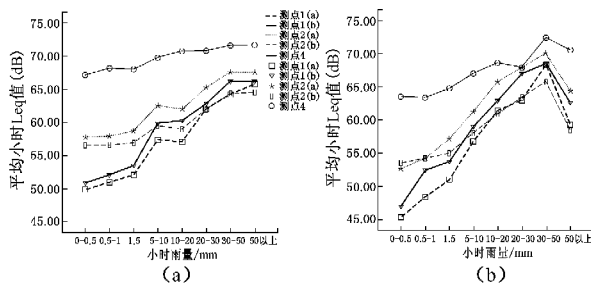 平均小时Leq值(dB)
75.00
70.00
65.00
60.00
55.00
50.00
45.00
0-0.5 0.5-1 1.5 5-10 10-20 20-30 30-50 50以上
小时雨量/mm
(a)
测点1(a)
测点1(b)
测点2(a)
测点2(b)
测点4
测点1(a)
测点1(b)
测点2(a)
测点2(b)
测点4
平均小时Leq值(dB)
75.00
70.00
65.00
60.00
55.00
50.00
45.00
0-0.5 0.5-1 1.5 5-10 10-20 20-30 30-50 50以上
小时雨量/mm
(b)